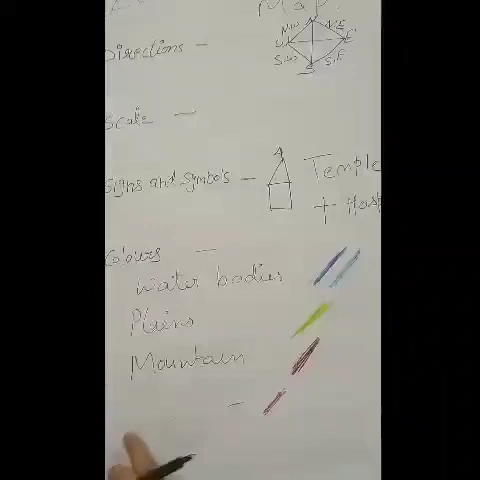 Map
Directions -
N.W N N.E
W E
S.W S S.E
Scale -
Signs and symbols - Temple
+ Hosp
Colours -
Water bodies
Plains
Mountain
-